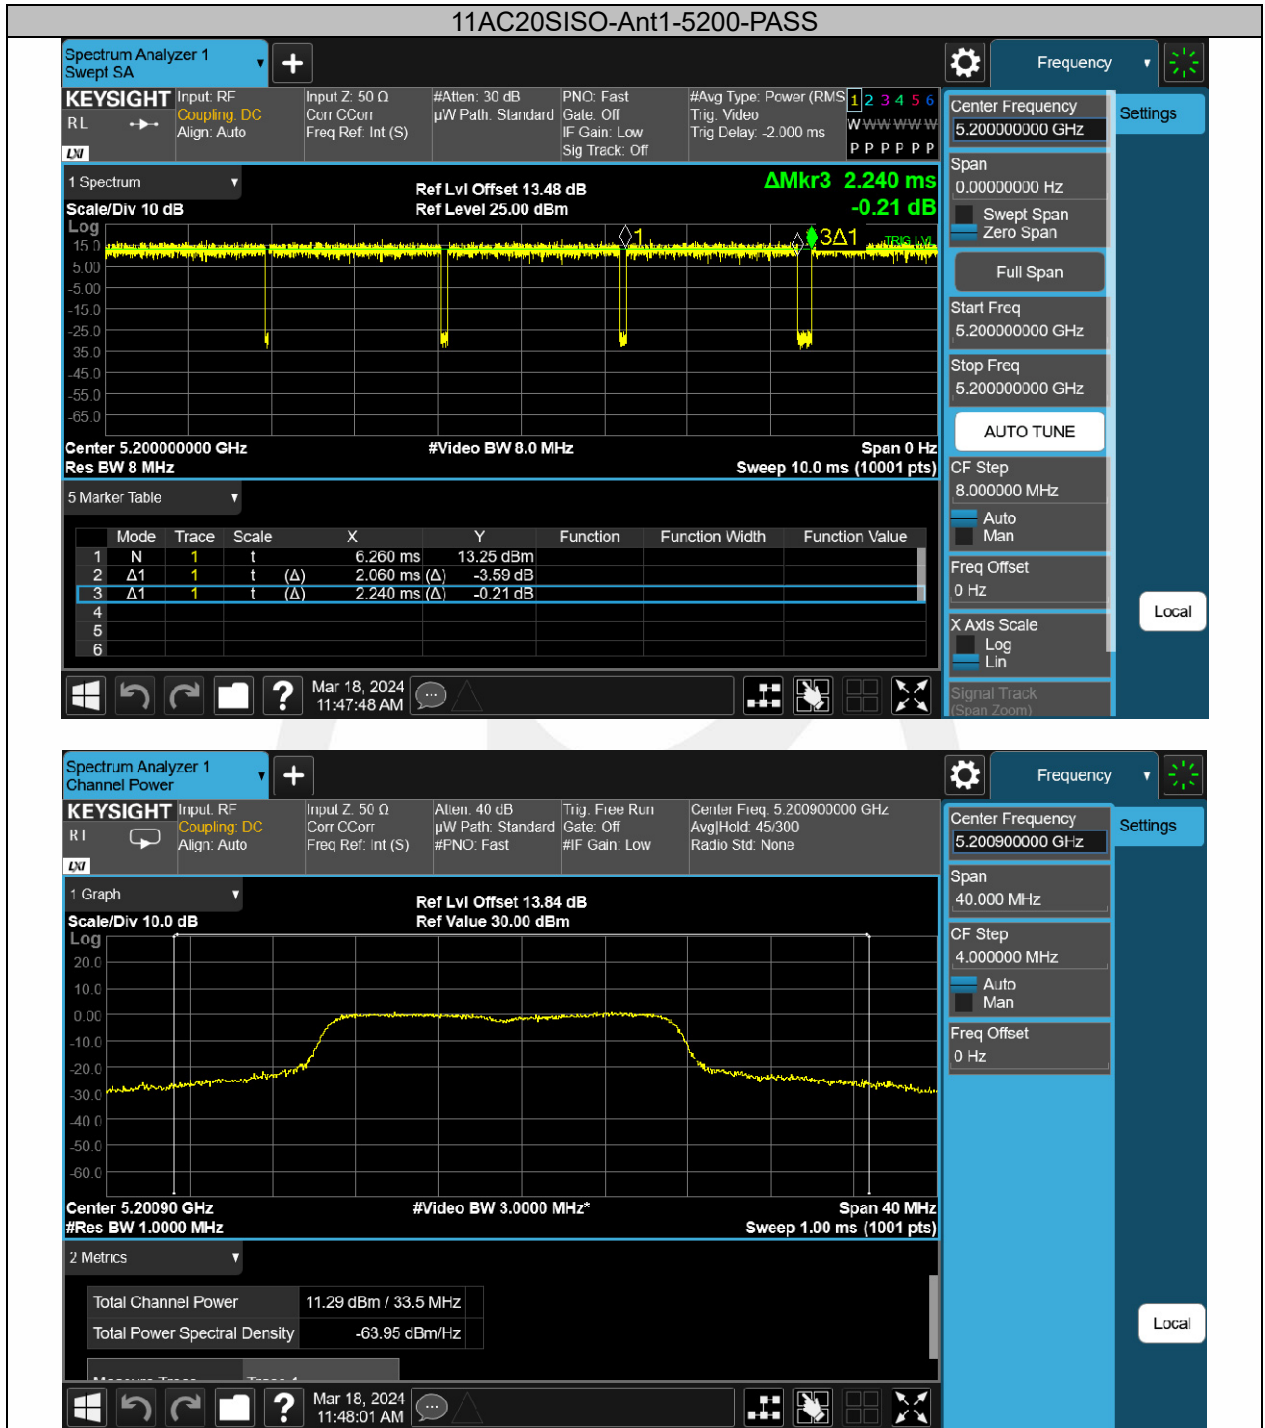 11AC20SISO-Ant1-5200-PASS
Spectrum Analyzer 1
Swept SA
Frequency
KEYSIGHT
RL
LXI
Input: RF
Coupling: DC
Align: Auto
Input Z: 50 Ω
Corr CCorr
Freq Ref: Int (S)
#Atten: 30 dB
µW Path: Standard
PNO: Fast
Gate: Off
IF Gain: Low
Sig Track: Off
#Avg Type: Power (RMS
Trig: Video
Trig Delay: -2.000 ms
1 2 3 4 5 6
W W W W W W
P P P P P P
Center Frequency
5.200000000 GHz
Settings
Span
0.00000000 Hz
Swept Span
Zero Span
Full Span
Start Freq
5.200000000 GHz
Stop Freq
5.200000000 GHz
AUTO TUNE
CF Step
8.000000 MHz
Auto
Man
Freq Offset
0 Hz
X Axis Scale
Log
Lin
Signal Track
(Span Zoom)
Local
1 Spectrum
Scale/Div 10 dB
Ref Lvl Offset 13.48 dB
Ref Level 25.00 dBm
ΔMkr3 2.240 ms
-0.21 dB
Log
15.0
5.00
-5.00
-15.0
-25.0
35.0
-45.0
-55.0
-65.0
1
3Δ1
TRIG LVL
Center 5.200000000 GHz
#Video BW 8.0 MHz
Span 0 Hz
Res BW 8 MHz
Sweep 10.0 ms (10001 pts)
5 Marker Table
Mode Trace Scale X Y Function Function Width Function Value
1 N 1 t 6.260 ms 13.25 dBm
2 Δ1 1 t (Δ) 2.060 ms (Δ) -3.59 dB
3 Δ1 1 t (Δ) 2.240 ms (Δ) -0.21 dB
4
5
6
Mar 18, 2024
11:47:48 AM
Spectrum Analyzer 1
Channel Power
Frequency
KEYSIGHT
LXI
Input: RF
Coupling: DC
Align: Auto
Input Z: 50 Ω
Corr CCorr
Freq Ref: Int (S)
Atten: 40 dB
µW Path: Standard
#PNO: Fast
Trig: Free Run
Gate: Off
#IF Gain: Low
Center Freq: 5.200900000 GHz
Avg|Hold: 45/300
Radio Std: None
Center Frequency
5.200900000 GHz
Settings
Span
40.000 MHz
CF Step
4.000000 MHz
Auto
Man
Freq Offset
0 Hz
Local
1 Graph
Scale/Div 10.0 dB
Ref Lvl Offset 13.84 dB
Ref Value 30.00 dBm
Log
20.0
10.0
0.00
-10.0
-20.0
-30.0
-40.0
-50.0
-60.0
Center 5.20090 GHz
#Video BW 3.0000 MHz*
Span 40 MHz
#Res BW 1.0000 MHz
Sweep 1.00 ms (1001 pts)
2 Metrics
Total Channel Power 11.29 dBm / 33.5 MHz
Total Power Spectral Density -63.95 dBm/Hz
Mar 18, 2024
11:48:01 AM